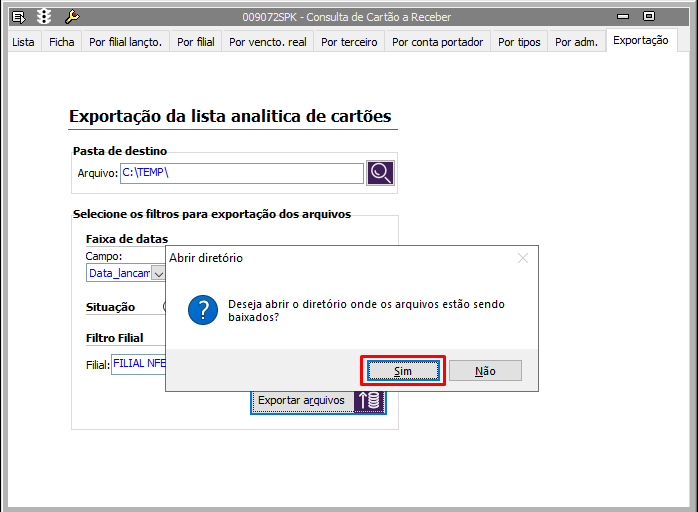 009072SPK - Consulta de Cartão a Receber
Lista Ficha Por filial lançto. Por filial Por vencto. real Por terceiro Por conta portador Por tipos Por adm. Exportação
Exportação da lista analitica de cartões
Pasta de destino
Arquivo: C:\TEMP\
Selecione os filtros para exportação dos arquivos
Faixa de datas
Campo:
Data_lancam
Situação
Filtro Filial
Filial: FILIAL NFE
Abrir diretório
Deseja abrir o diretório onde os arquivos estão sendo
baixados?
Sim Não
Exportar arquivos